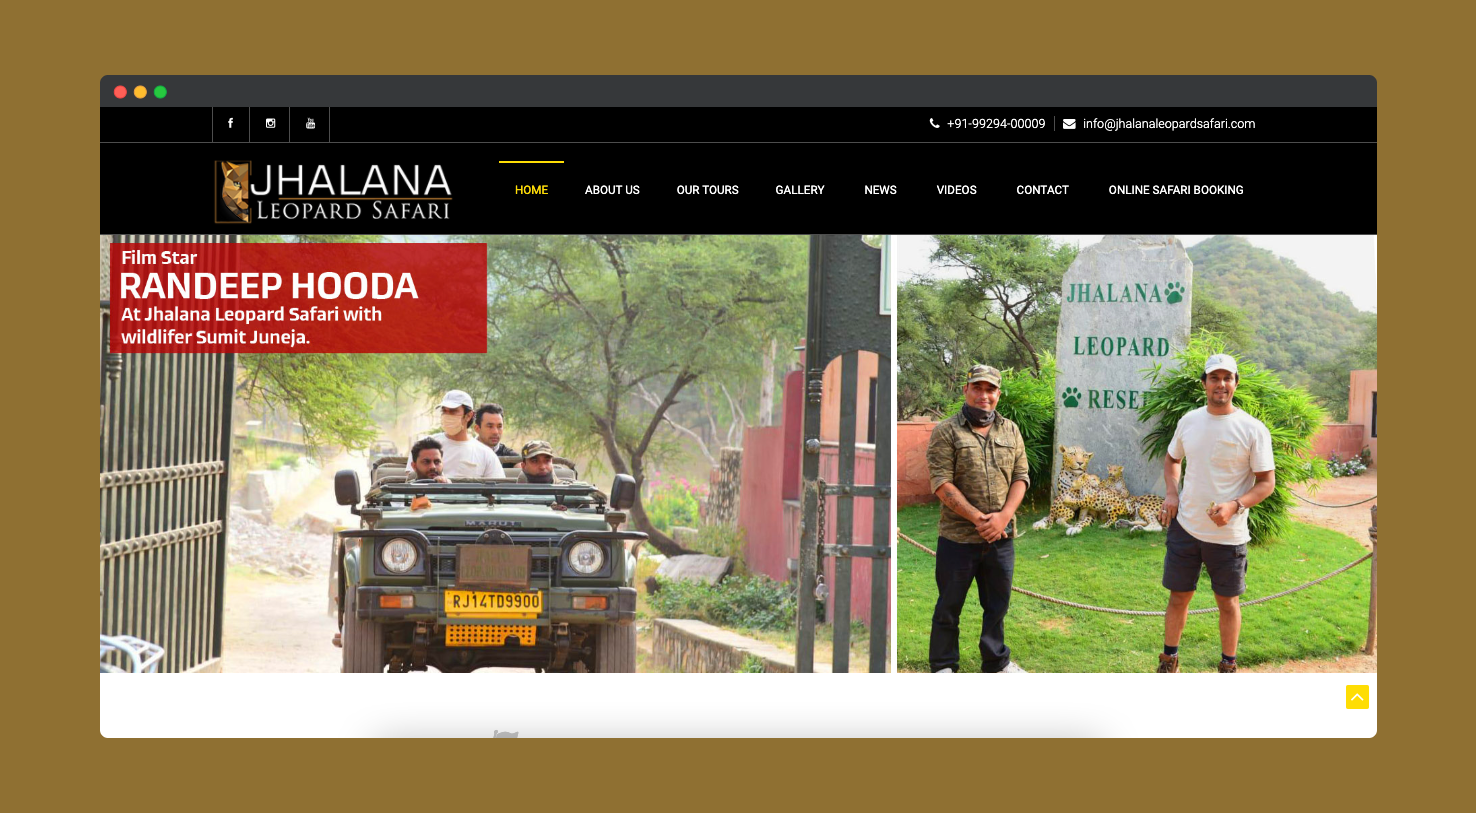 +91-99294-00009
info@jhalanaleopardsafari.com
JHALANA
LEOPARD SAFARI
HOME
ABOUT US
OUR TOURS
GALLERY
NEWS
VIDEOS
CONTACT
ONLINE SAFARI BOOKING
Film Star
RANDEEP HOODA
At Jhalana Leopard Safari with
wildlifer Sumit Juneja.
RJ14TD9900
JHALANA
LEOPARD